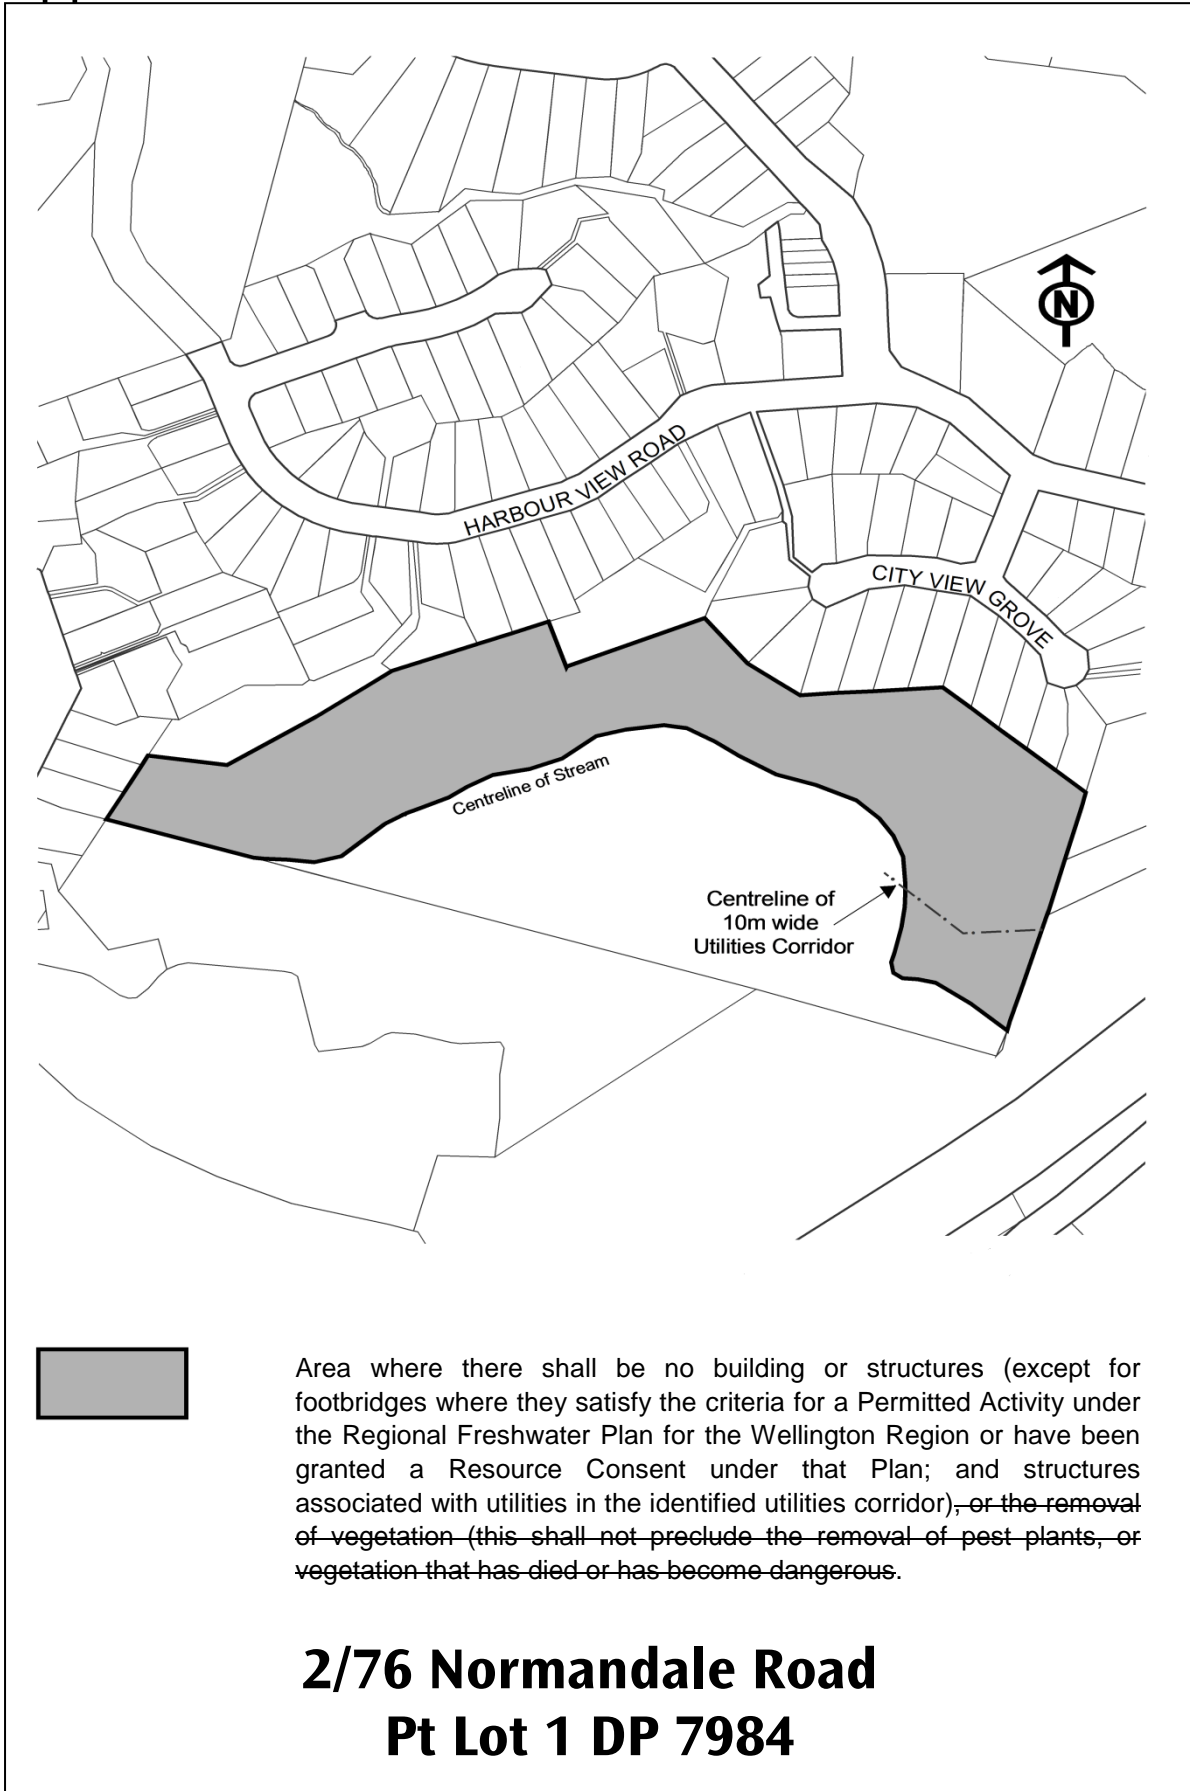 N
HARBOUR VIEW ROAD
CITY VIEW GROVE
Centreline of Stream
Centreline of
10m wide
Utilities Corridor
Area where there shall be no building or structures (except for
footbridges where they satisfy the criteria for a Permitted Activity under
the Regional Freshwater Plan for the Wellington Region or have been
granted a Resource Consent under that Plan; and structures
associated with utilities in the identified utilities corridor), or the removal
of vegetation (this shall not preclude the removal of pest plants, or
vegetation that has died or has become dangerous.
2/76 Normandale Road
Pt Lot 1 DP 7984